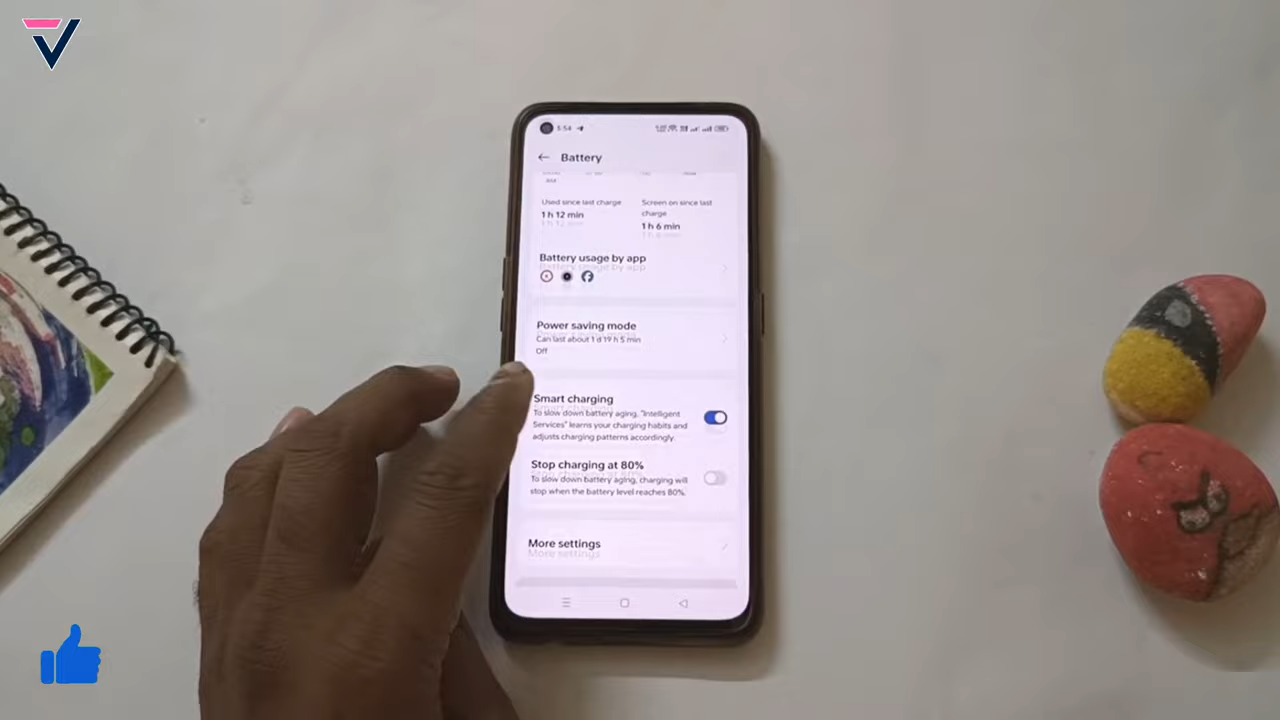 5:54
Battery
Used since last charge
1 h 12 min
Screen on since last
charge
1 h 6 min
Battery usage by app
Power saving mode
Can last about 1 d 19 h 5 min
Off
Smart charging
To slow down battery aging, "Intelligent
Services" learns your charging habits and
adjusts charging patterns accordingly.
Stop charging at 80%
To slow down battery aging, charging will
stop when the battery level reaches 80%.
More settings